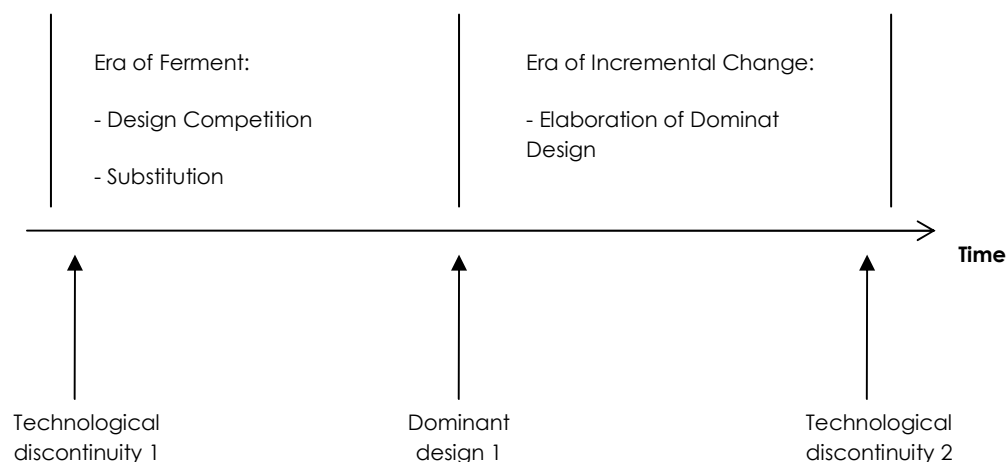 Era of Ferment:
- Design Competition
- Substitution
Era of Incremental Change:
- Elaboration of Dominat
Design
Time
Technological
discontinuity 1
Dominant
design 1
Technological
discontinuity 2